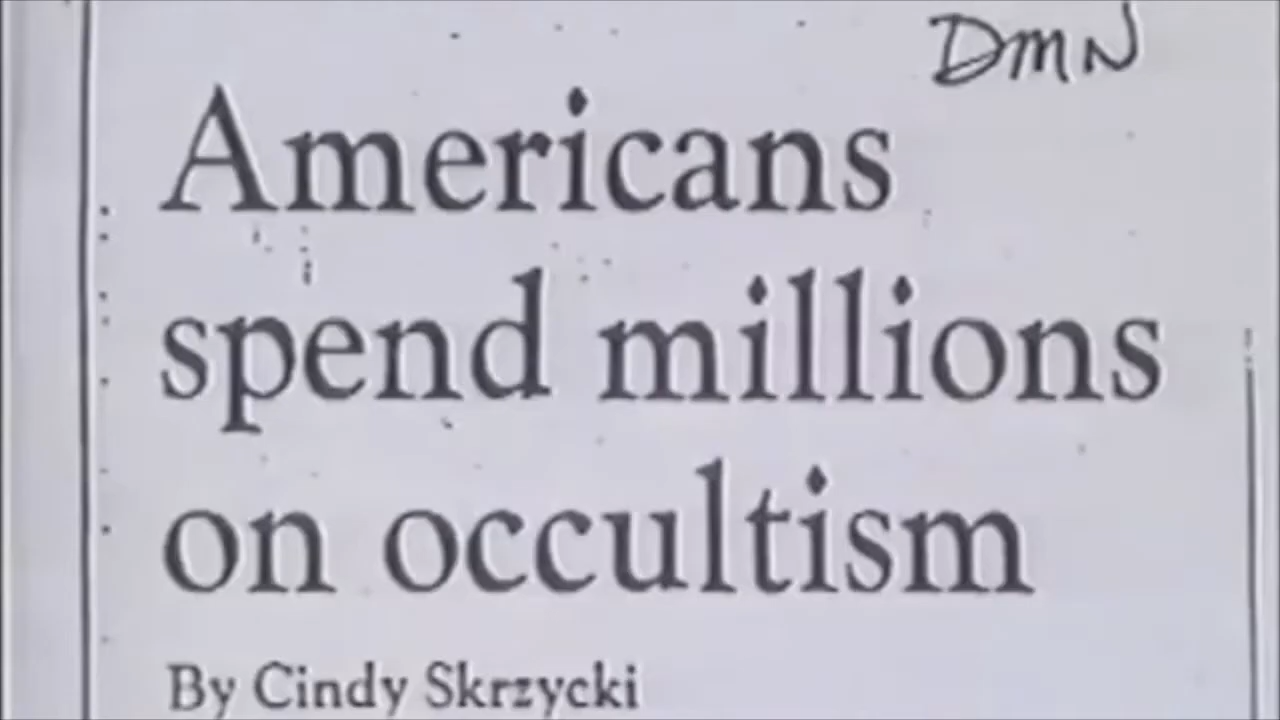 DMN
Americans
spend millions
on occultism
By Cindy Skrzycki